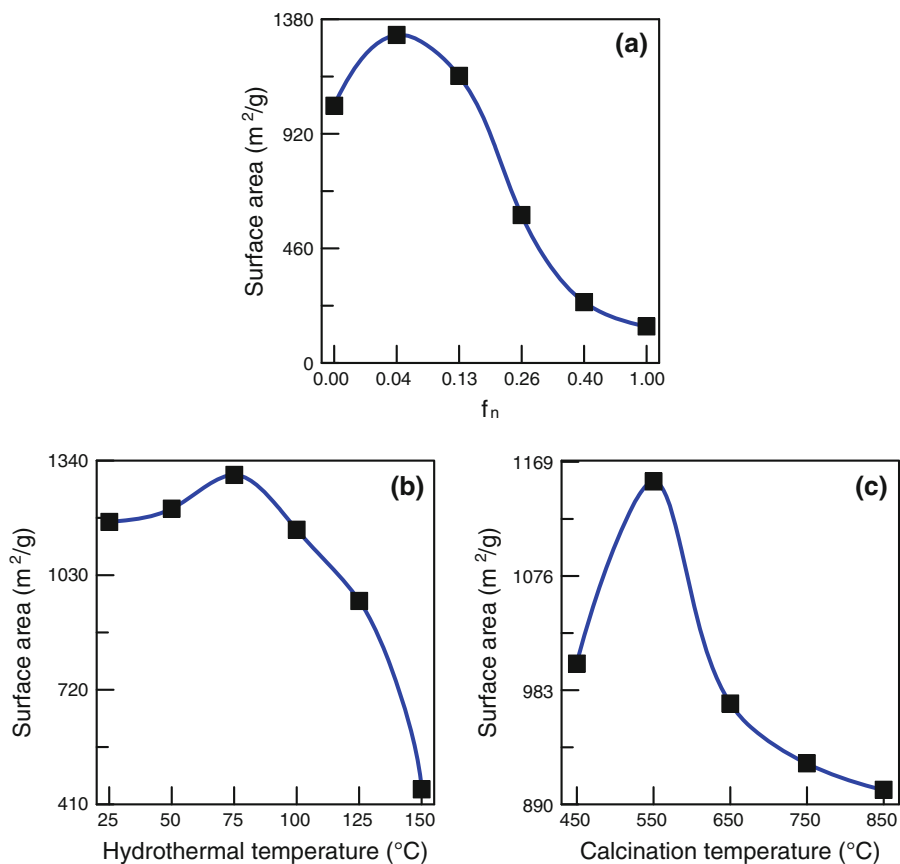 1380
(a)
920
460
0
Surface area (m²/g)
0.00 0.04 0.13 0.26 0.40 1.00
fn
1340
(b)
1030
720
410
Surface area (m²/g)
25 50 75 100 125 150
Hydrothermal temperature (°C)
1169
(c)
1076
983
890
Surface area (m²/g)
450 550 650 750 850
Calcination temperature (°C)